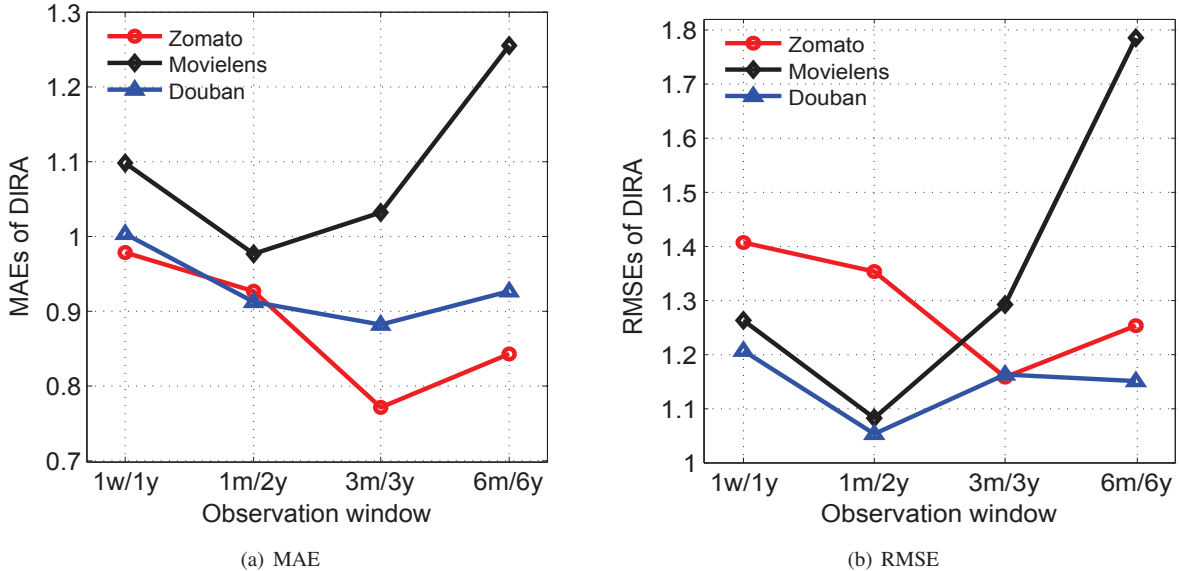 1.3
1.2
1.1
1
0.9
0.8
0.7
MAEs of DIRA
Zomato
Movielens
Douban
1w/1y 1m/2y 3m/3y 6m/6y
Observation window
(a) MAE
1.8
1.7
1.6
1.5
1.4
1.3
1.2
1.1
1
RMSEs of DIRA
Zomato
Movielens
Douban
1w/1y 1m/2y 3m/3y 6m/6y
Observation window
(b) RMSE